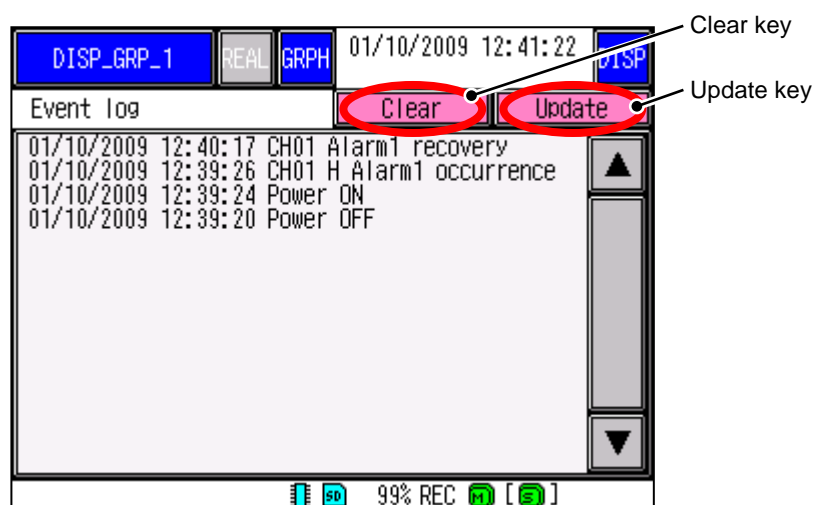 Clear key
DISP_GRP_1 REAL GRPH 01/10/2009 12:41:22 DISP
Update key
Event log Clear Update
01/10/2009 12:40:17 CH01 Alarm1 recovery
01/10/2009 12:39:26 CH01 H Alarm1 occurrence
01/10/2009 12:39:24 Power ON
01/10/2009 12:39:20 Power OFF
▲
▼
SD 99% REC M [S]